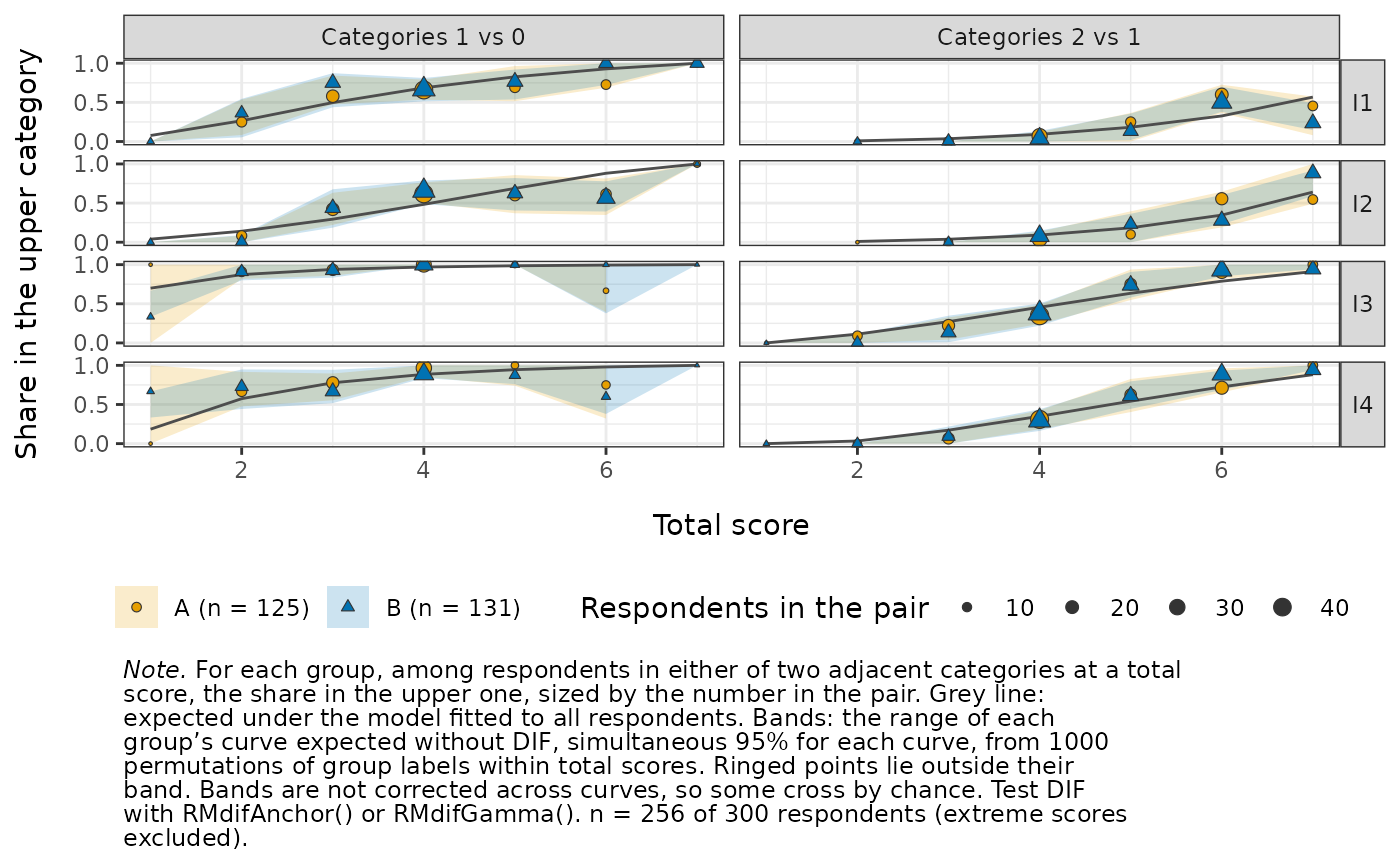 Categories 1 vs 0
Categories 2 vs 1
Share in the upper category
1.0
0.5
0.0
I1
1.0
0.5
0.0
I2
1.0
0.5
0.0
I3
1.0
0.5
0.0
I4
2 4 6
2 4 6
Total score
A (n = 125) B (n = 131) Respondents in the pair 10 20 30 40
Note. For each group, among respondents in either of two adjacent categories at a total
score, the share in the upper one, sized by the number in the pair. Grey line:
expected under the model fitted to all respondents. Bands: the range of each
group’s curve expected without DIF, simultaneous 95% for each curve, from 1000
permutations of group labels within total scores. Ringed points lie outside their
band. Bands are not corrected across curves, so some cross by chance. Test DIF
with RMdifAnchor() or RMdifGamma(). n = 256 of 300 respondents (extreme scores
excluded).